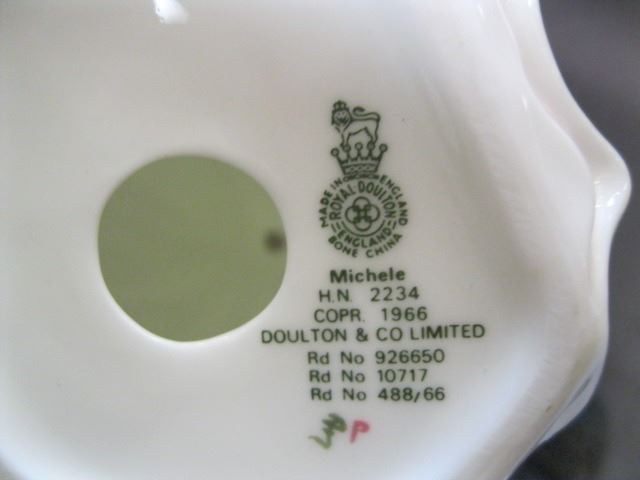 MADE IN ENGLAND
ROYAL DOULTON
ENGLAND
BONE CHINA
Michele
H.N. 2234
COPR. 1966
DOULTON & CO LIMITED
Rd No 926650
Rd No 10717
Rd No 488/66
P